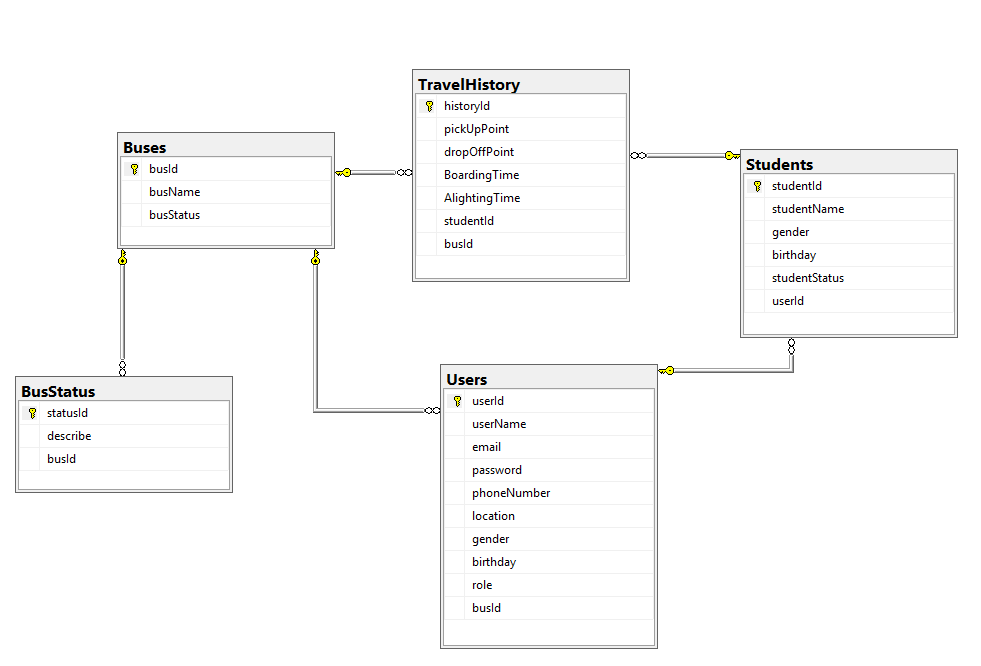 TravelHistory
historyId
pickUpPoint
dropOffPoint
BoardingTime
AlightingTime
studentId
busId
Buses
busId
busName
busStatus
Students
studentId
studentName
gender
birthday
studentStatus
userId
BusStatus
statusId
describe
busId
Users
userId
userName
email
password
phoneNumber
location
gender
birthday
role
busId